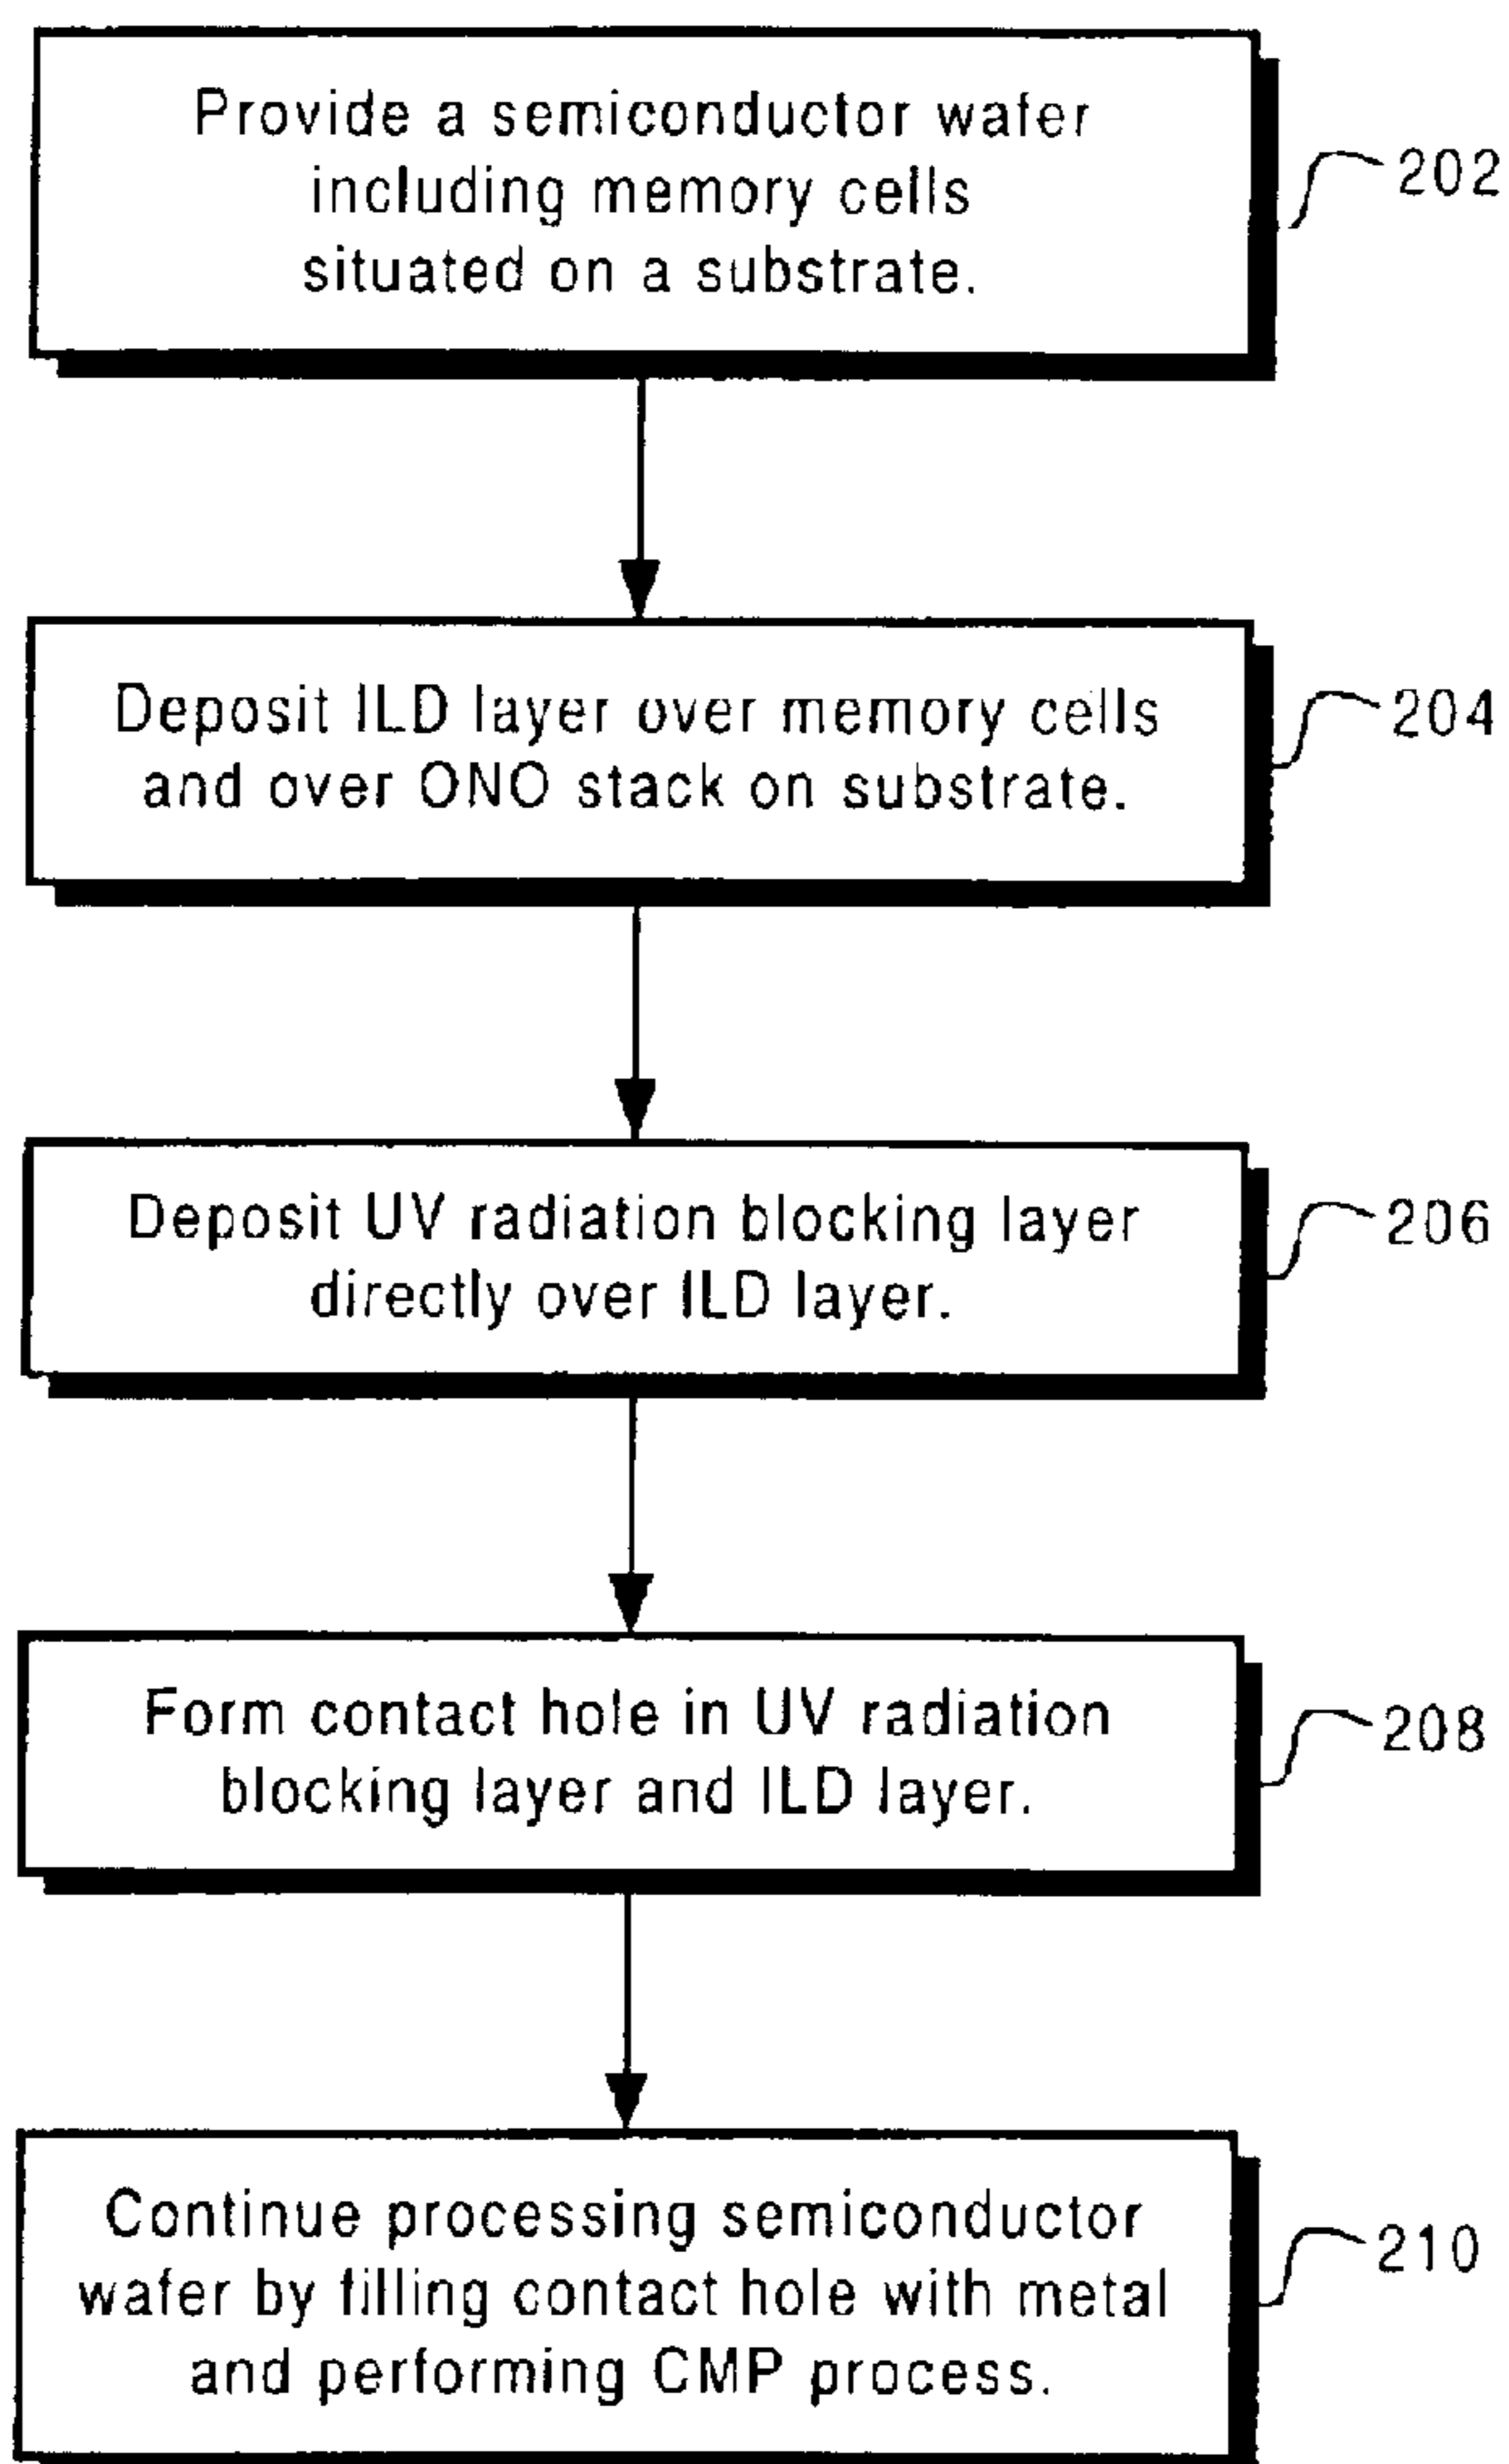 Provide a semiconductor wafer
including memory cells
situated on a substrate.
202
Deposit ILD layer over memory cells
and over ONO stack on substrate.
204
Deposit UV radiation blocking layer
directly over ILD layer.
206
Form contact hole in UV radiation
blocking layer and ILD layer.
208
Continue processing semiconductor
wafer by filling contact hole with metal
and performing CMP process.
210